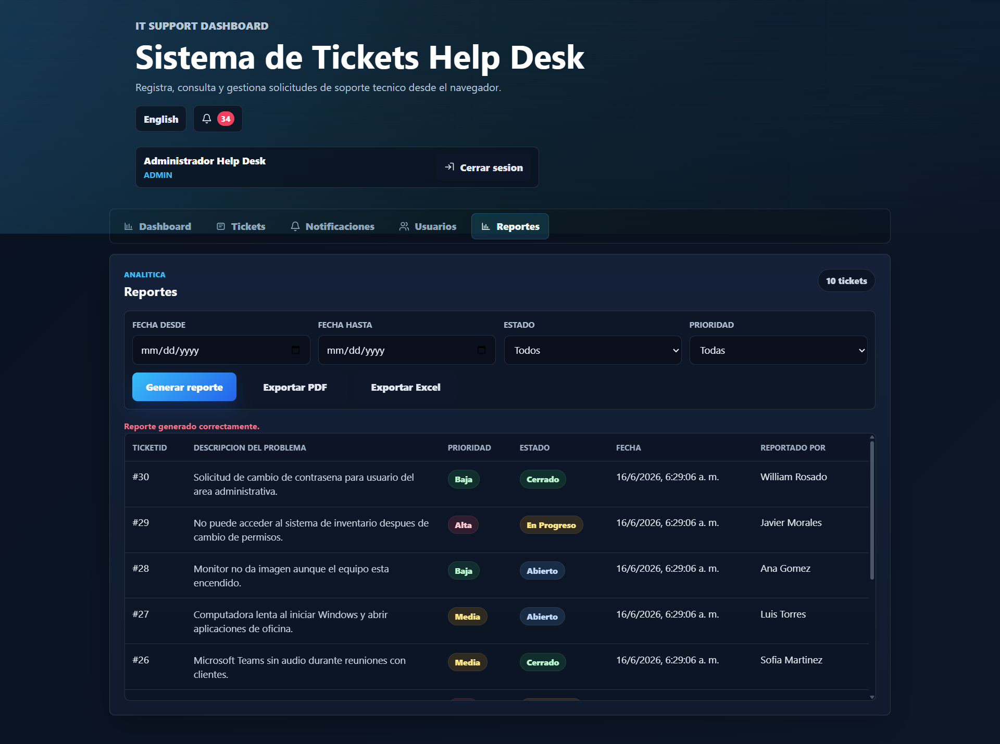 IT SUPPORT DASHBOARD
Sistema de Tickets Help Desk
Registra, consulta y gestiona solicitudes de soporte tecnico desde el navegador.
English
34
Administrador Help Desk
ADMIN
Cerrar sesion
Dashboard Tickets Notificaciones Usuarios Reportes
ANALITICA
Reportes
10 tickets
FECHA DESDE FECHA HASTA ESTADO PRIORIDAD
mm/dd/yyyy mm/dd/yyyy Todos Todas
Generar reporte Exportar PDF Exportar Excel
Reporte generado correctamente.
TICKETID DESCRIPCION DEL PROBLEMA PRIORIDAD ESTADO FECHA REPORTADO POR
#30 Solicitud de cambio de contrasena para usuario del Baja Cerrado 16/6/2026, 6:29:06 a. m. William Rosado
area administrativa.
#29 No puede acceder al sistema de inventario despues de Alta En Progreso 16/6/2026, 6:29:06 a. m. Javier Morales
cambio de permisos.
#28 Monitor no da imagen aunque el equipo esta Baja Abierto 16/6/2026, 6:29:06 a. m. Ana Gomez
encendido.
#27 Computadora lenta al iniciar Windows y abrir Media Abierto 16/6/2026, 6:29:06 a. m. Luis Torres
aplicaciones de oficina.
#26 Microsoft Teams sin audio durante reuniones con Media Cerrado 16/6/2026, 6:29:06 a. m. Sofia Martinez
clientes.